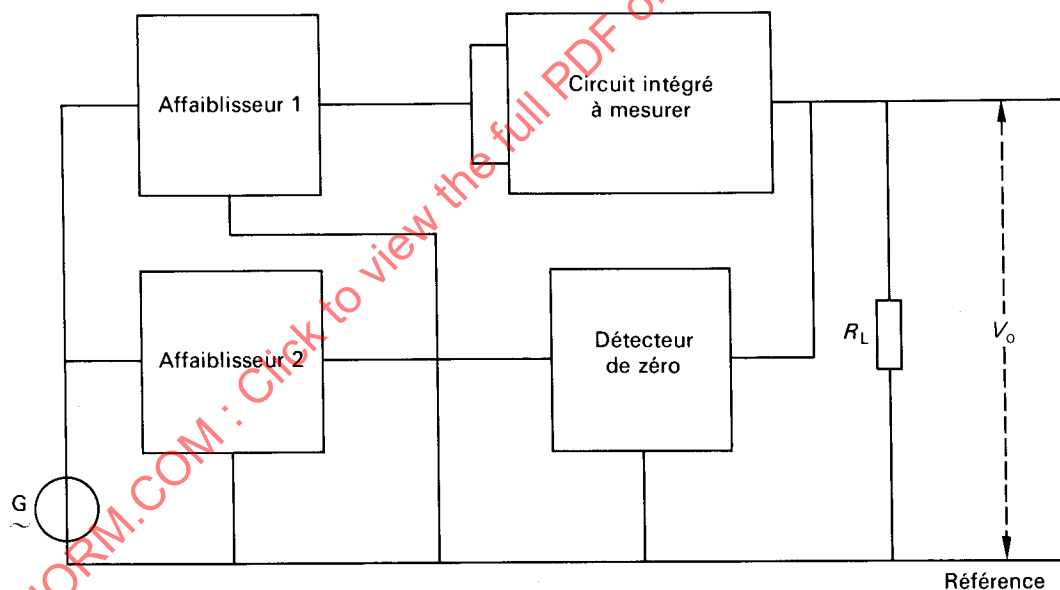 Affaiblisseur 1
Circuit intégré
à mesurer
Affaiblisseur 2
Détecteur
de zéro
R_L
V_o
G
~
Référence
NORM.COM : Click to view the full PDF of